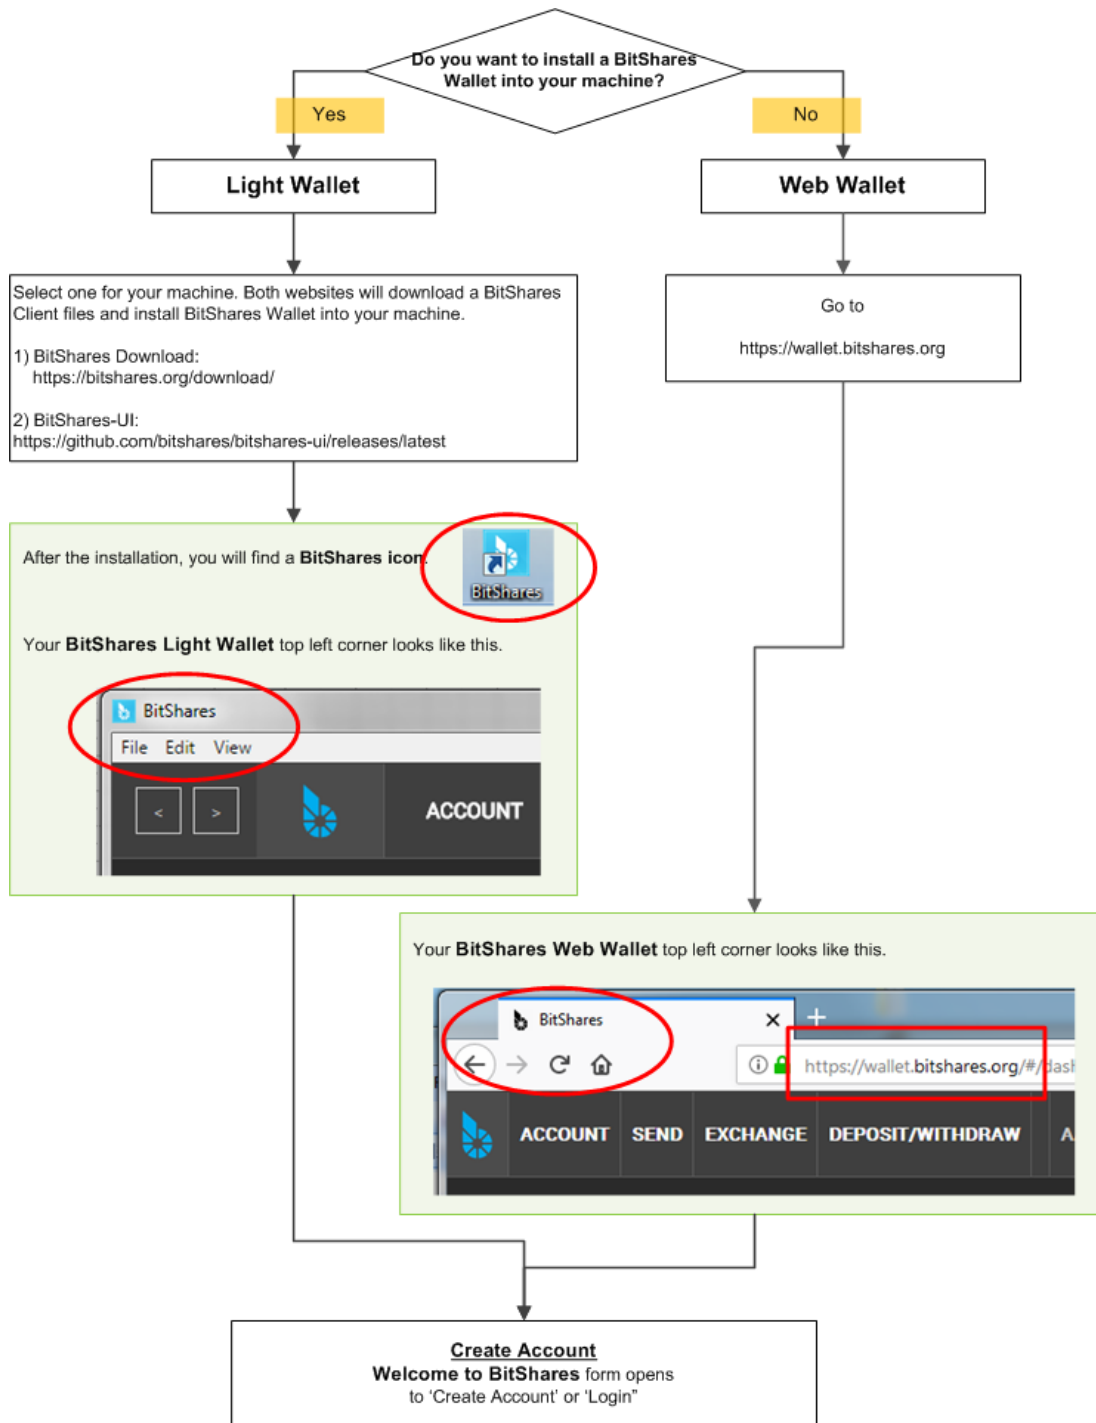 Do you want to install a BitShares
Wallet into your machine?
Yes
No
Light Wallet
Web Wallet
Select one for your machine. Both websites will download a BitShares
Client files and install BitShares Wallet into your machine.
1) BitShares Download:
https://bitshares.org/download/
2) BitShares-UI:
https://github.com/bitshares/bitshares-ui/releases/latest
Go to
https://wallet.bitshares.org
After the installation, you will find a BitShares icon.
BitShares
Your BitShares Light Wallet top left corner looks like this.
BitShares
File Edit View
< >
ACCOUNT
Your BitShares Web Wallet top left corner looks like this.
BitShares
https://wallet.bitshares.org/#/dash
ACCOUNT SEND EXCHANGE DEPOSIT/WITHDRAW A
Create Account
Welcome to BitShares form opens
to ‘Create Account’ or ‘Login”